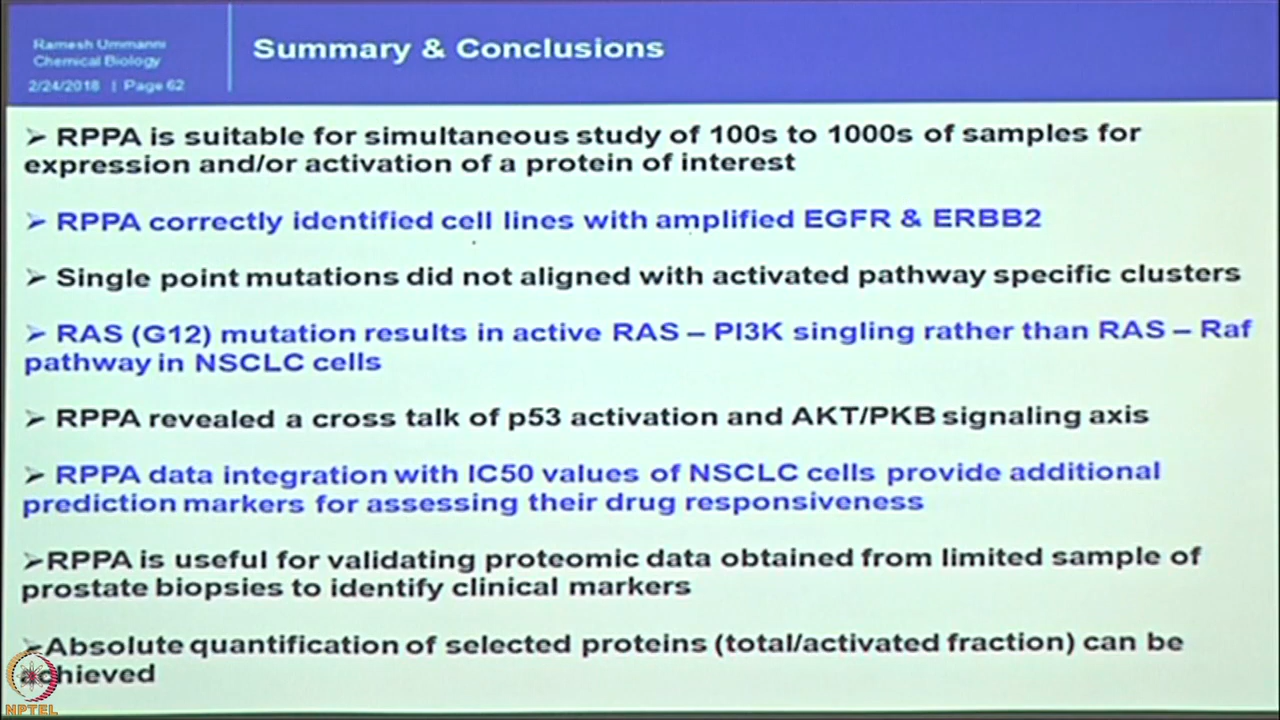 Ramesh Ummanni
Chemical Biology
2/24/2018 | Page 62
Summary & Conclusions
➢ RPPA is suitable for simultaneous study of 100s to 1000s of samples for
expression and/or activation of a protein of interest
➢ RPPA correctly identified cell lines with amplified EGFR & ERBB2
➢ Single point mutations did not aligned with activated pathway specific clusters
➢ RAS (G12) mutation results in active RAS – PI3K singling rather than RAS – Raf
pathway in NSCLC cells
➢ RPPA revealed a cross talk of p53 activation and AKT/PKB signaling axis
➢ RPPA data integration with IC50 values of NSCLC cells provide additional
prediction markers for assessing their drug responsiveness
➢RPPA is useful for validating proteomic data obtained from limited sample of
prostate biopsies to identify clinical markers
➢Absolute quantification of selected proteins (total/activated fraction) can be
achieved
NPTEL